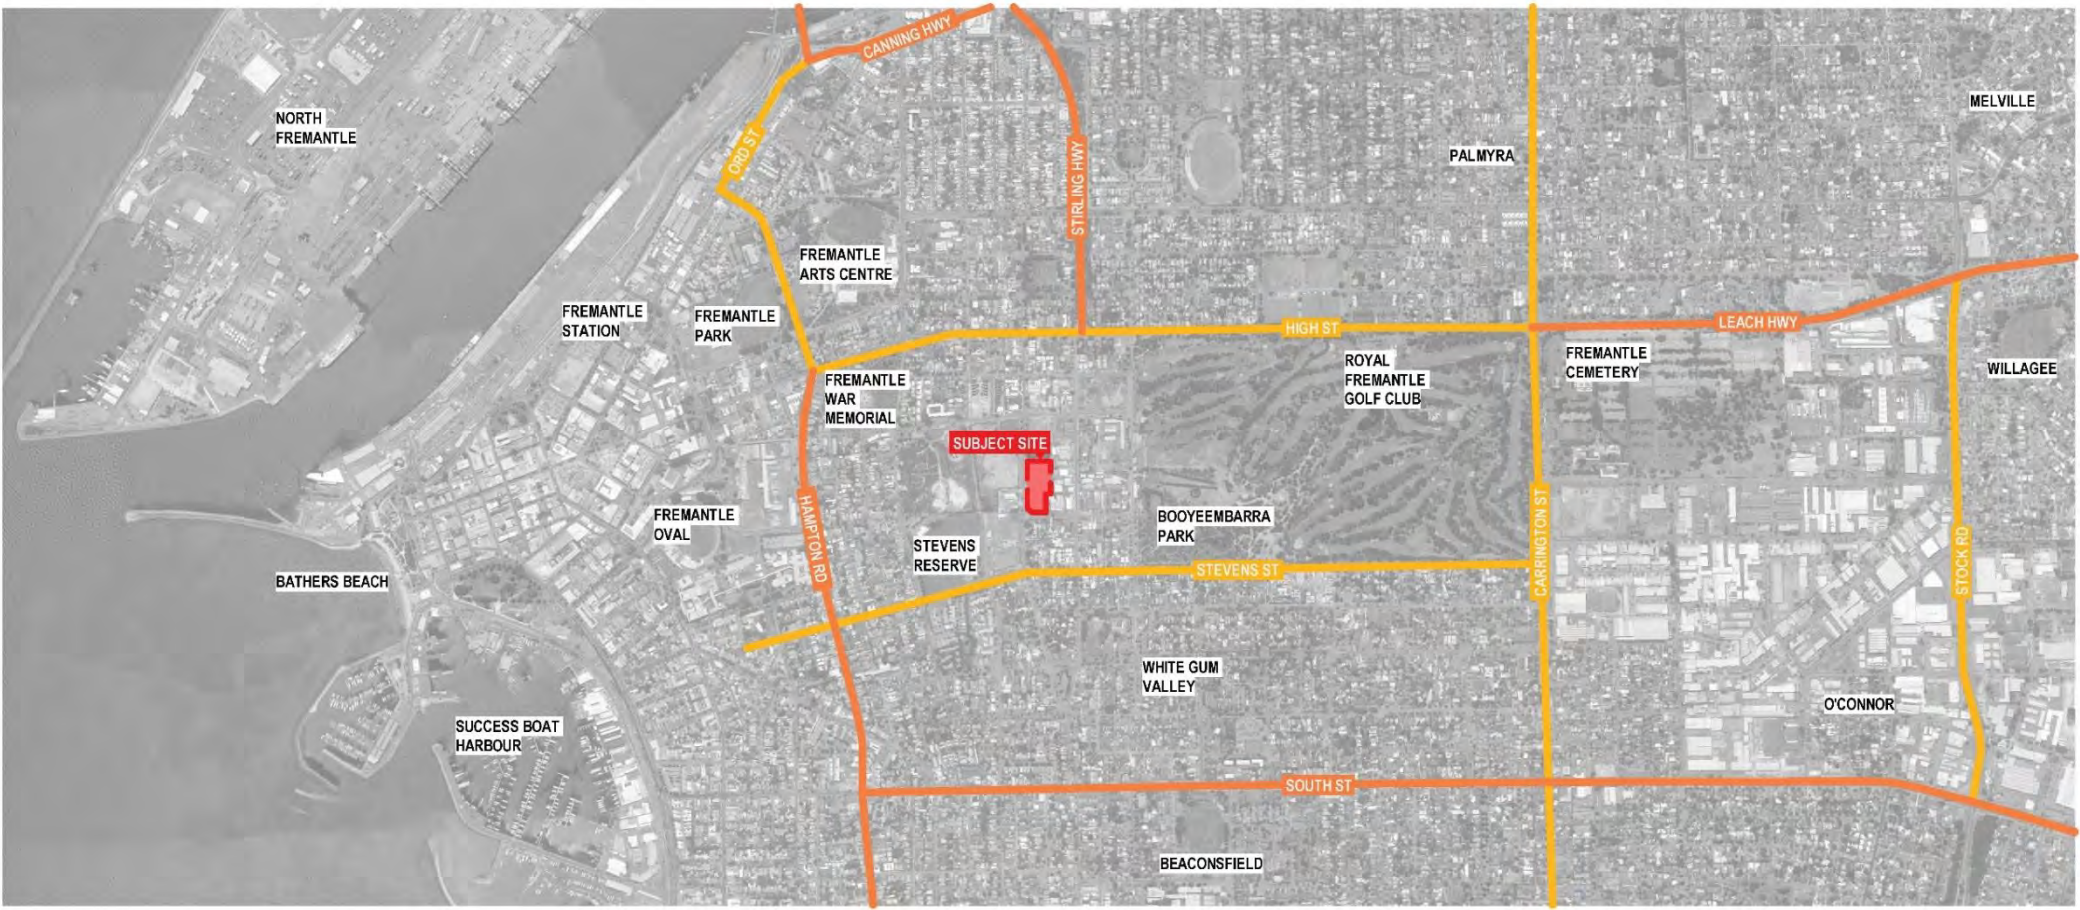 CANNING HWY
NORTH
FREMANTLE
MELVILLE
ORD ST
PALMYRA
STIRLING HWY
FREMANTLE
ARTS CENTRE
FREMANTLE
STATION
FREMANTLE
PARK
HIGH ST
LEACH HWY
FREMANTLE
WAR
MEMORIAL
ROYAL
FREMANTLE
GOLF CLUB
FREMANTLE
CEMETERY
WILLAGEE
SUBJECT SITE
HAMPTON RD
FREMANTLE
OVAL
STEVENS
RESERVE
BOOYEEMBARRA
PARK
CARRINGTON ST
STOCK RD
BATHERS BEACH
STEVENS ST
WHITE GUM
VALLEY
O'CONNOR
SUCCESS BOAT
HARBOUR
SOUTH ST
BEACONSFIELD